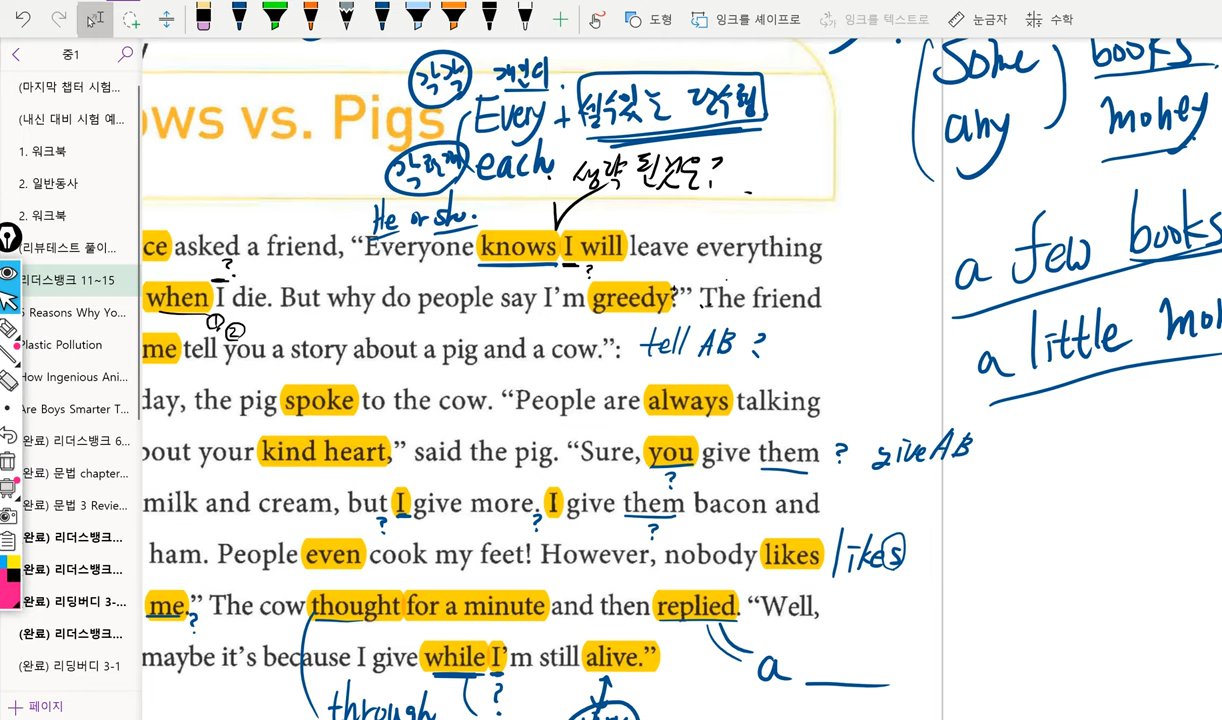 도형
잉크를 셰이프로
잉크를 텍스트로
눈금자
수학
중1
(마지막 챕터 시험...
(내신 대비 시험 예...
1. 워크북
2. 일반동사
2. 워크북
(리뷰테스트 풀이...
리더스뱅크 11~15
6 Reasons Why Yo...
Plastic Pollution
How Ingenious Ani...
Are Boys Smarter T...
(완료) 리더스뱅크 6...
(완료) 문법 chapter...
(완료) 문법 3 Revie...
(완료) 리더스뱅크...
(완료) 리더스뱅크...
(완료) 리딩버디 3-...
(완료) 리더스뱅크...
(완료) 리딩버디 3-1
페이지
각각
ows vs. Pigs
Every + 셀수있는 단수형
each
생략 된것은?
He or she.
ce asked a friend, “Everyone knows I will leave everything
?
?
when I die. But why do people say I’m greedy?” The friend
① ②
me tell you a story about a pig and a cow.”:
tell AB ?
day, the pig spoke to the cow. “People are always talking
bout your kind heart,” said the pig. “Sure, you give them
? give AB
?
milk and cream, but I give more. I give them bacon and
? ? ?
ham. People even cook my feet! However, nobody likes
likes
me.” The cow thought for a minute and then replied. “Well,
?
maybe it’s because I give while I’m still alive.”
a
?
through
some
any
books
money
a few books
a little